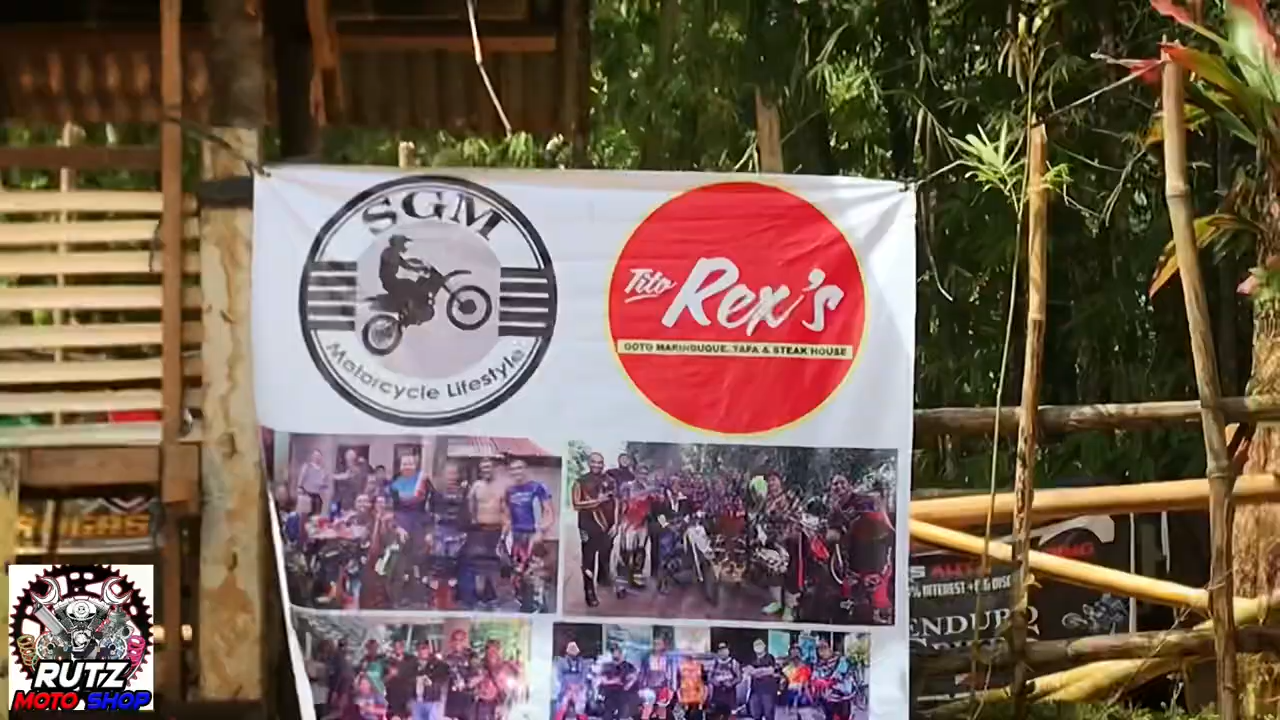 SGM
Motorcycle Lifestyle
Tito
Rex's
GOTO MARINDUQUE, TAPA & STEAK HOUSE
ENDURO
RUTZ
MOTO SHOP